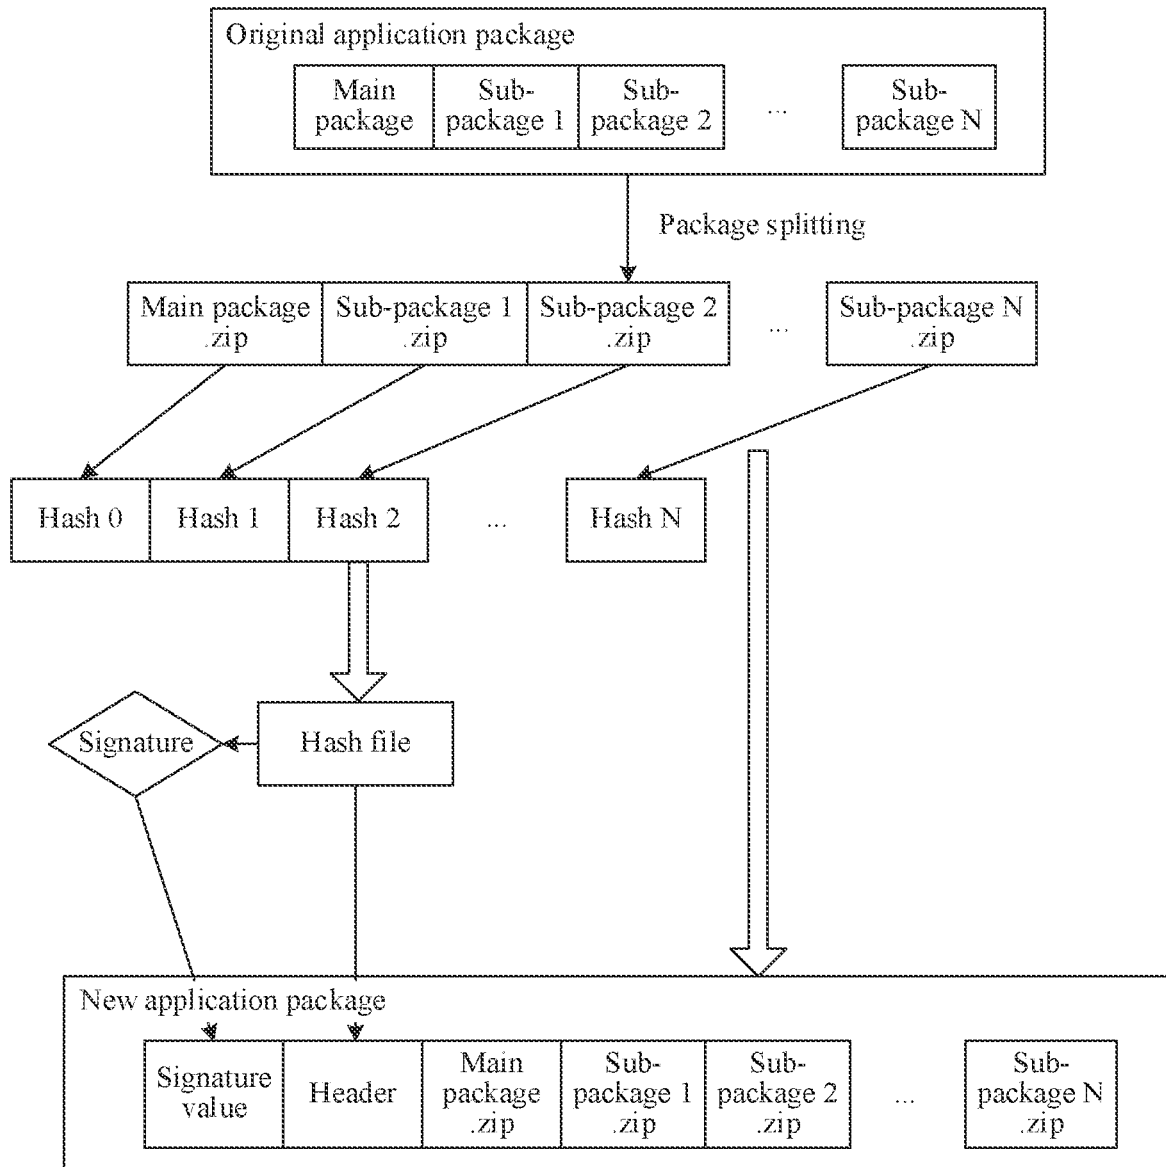 Original application package
Main
package
Sub-
package 1
Sub-
package 2
...
Sub-
package N
Package splitting
Main package
.zip
Sub-package 1
.zip
Sub-package 2
.zip
...
Sub-package N
.zip
Hash 0
Hash 1
Hash 2
...
Hash N
Signature
Hash file
New application package
Signature
value
Header
Main
package
.zip
Sub-
package 1
.zip
Sub-
package 2
.zip
...
Sub-
package N
.zip